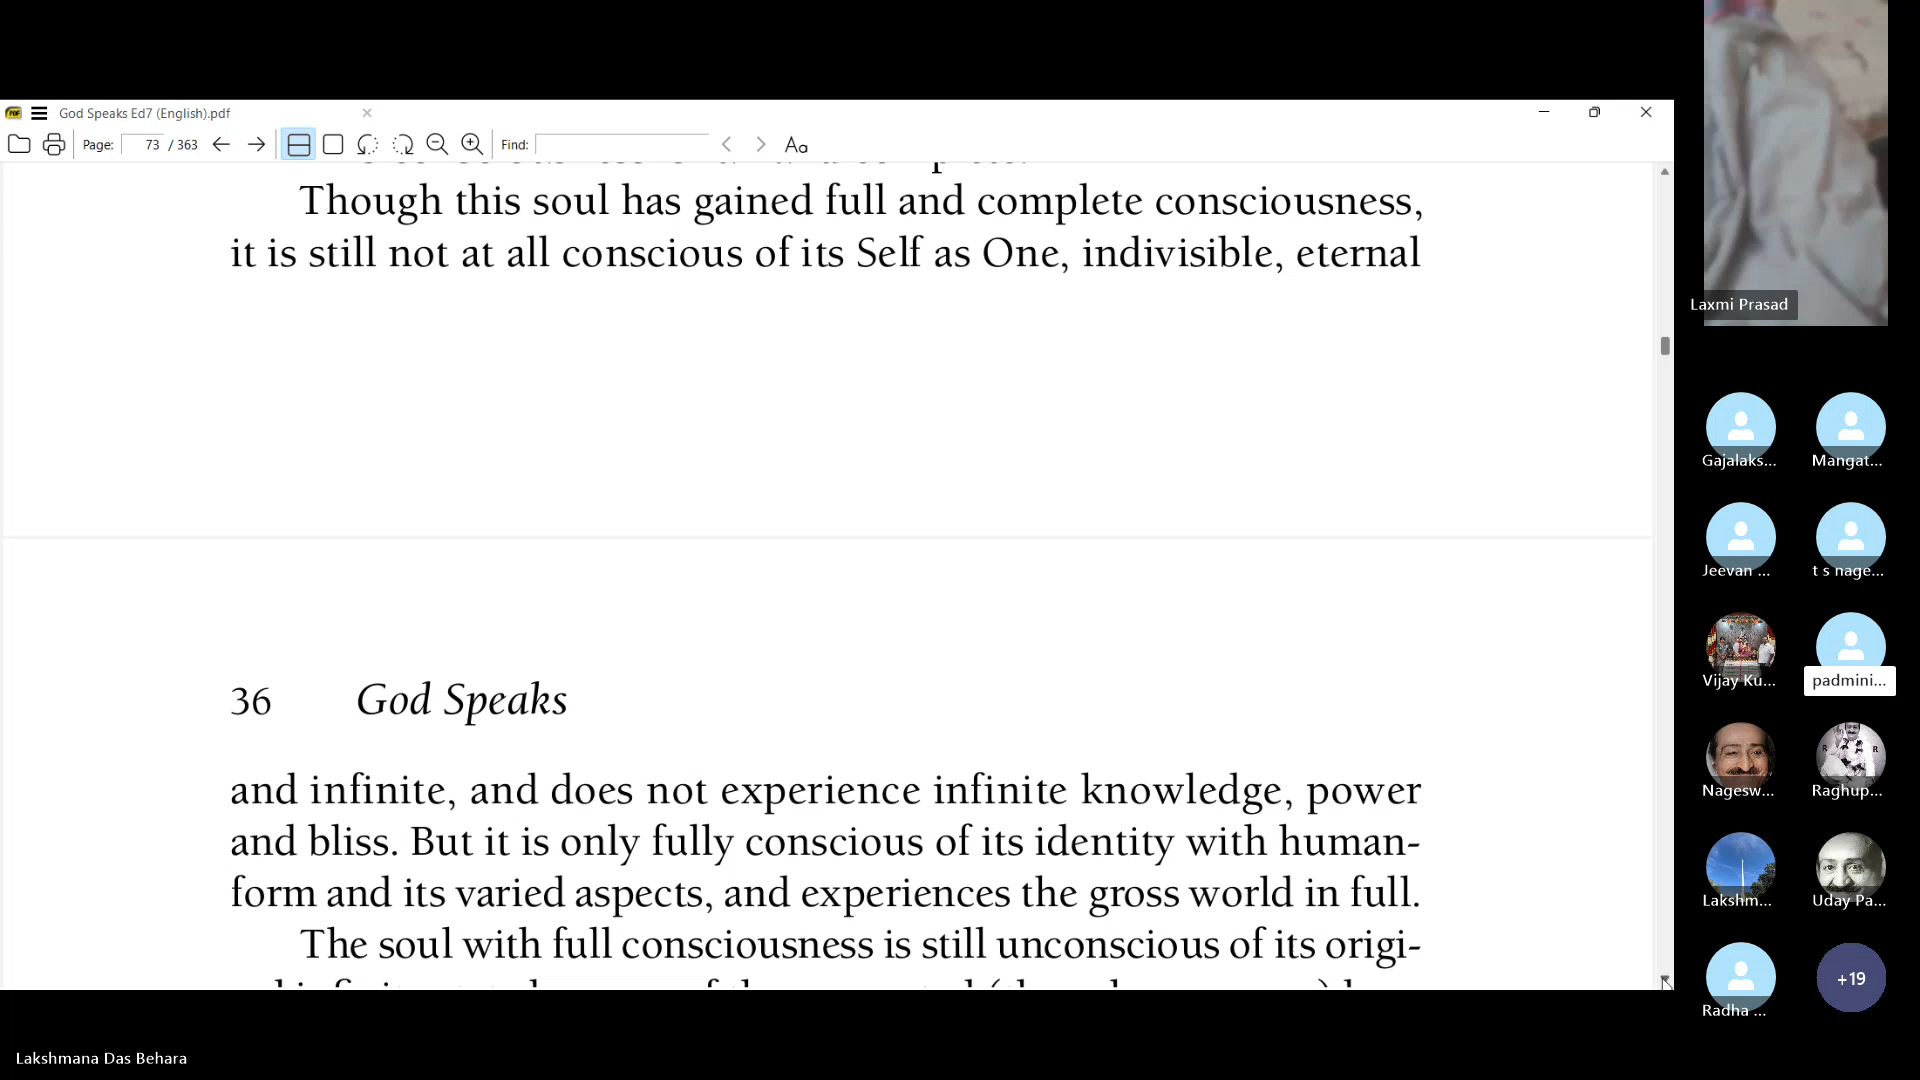 God Speaks Ed7 (English).pdf
Page: 73 / 363 Find: Aa
Though this soul has gained full and complete consciousness,
it is still not at all conscious of its Self as One, indivisible, eternal
36 God Speaks
and infinite, and does not experience infinite knowledge, power
and bliss. But it is only fully conscious of its identity with human-
form and its varied aspects, and experiences the gross world in full.
The soul with full consciousness is still unconscious of its origi-
Laxmi Prasad
Gajalaks... Mangat...
Jeevan ... t s nage...
Vijay Ku... padmini...
Nagesw... Raghup...
Lakshm... Uday Pa...
Radha ... +19
Lakshmana Das Behara